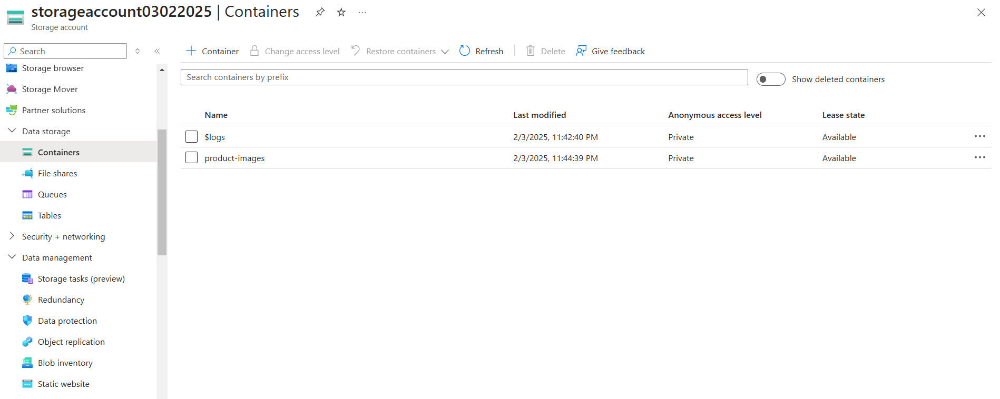 storageaccount03022025 | Containers
Storage account
Search
Storage browser
Storage Mover
Partner solutions
Data storage
Containers
File shares
Queues
Tables
Security + networking
Data management
Storage tasks (preview)
Redundancy
Data protection
Object replication
Blob inventory
Static website
Container Change access level Restore containers Refresh Delete Give feedback
Search containers by prefix Show deleted containers
Name Last modified Anonymous access level Lease state
$logs 2/3/2025, 11:42:40 PM Private Available
product-images 2/3/2025, 11:44:39 PM Private Available